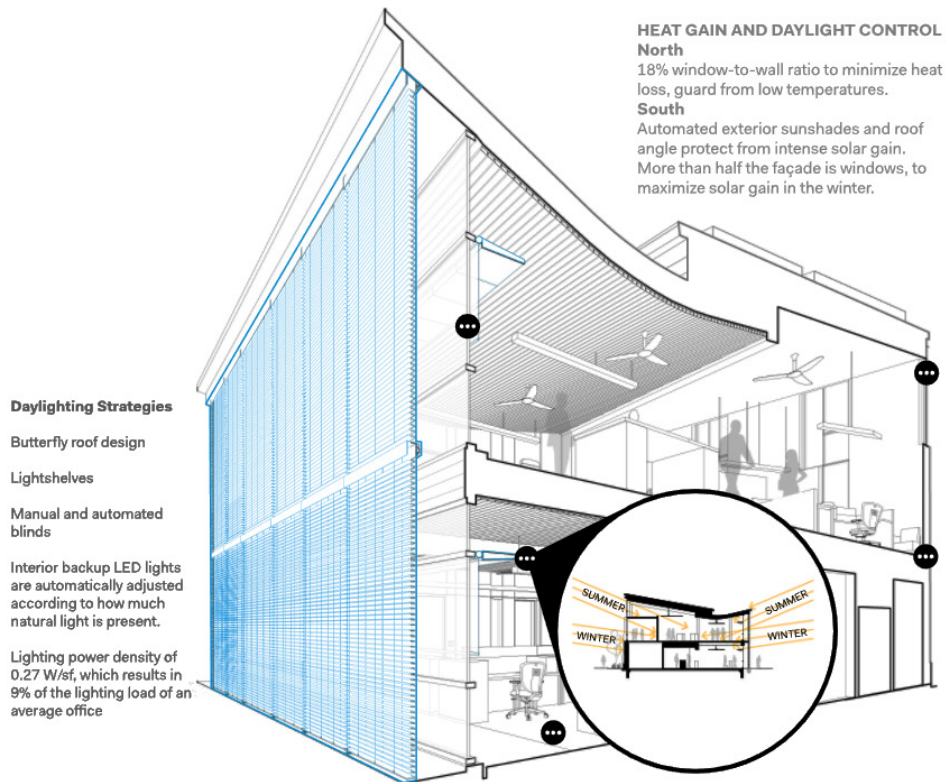 HEAT GAIN AND DAYLIGHT CONTROL
North
18% window-to-wall ratio to minimize heat
loss, guard from low temperatures.
South
Automated exterior sunshades and roof
angle protect from intense solar gain.
More than half the façade is windows, to
maximize solar gain in the winter.
Daylighting Strategies
Butterfly roof design
Lightshelves
Manual and automated
blinds
Interior backup LED lights
are automatically adjusted
according to how much
natural light is present.
Lighting power density of
0.27 W/sf, which results in
9% of the lighting load of an
average office
SUMMER
SUMMER
WINTER
WINTER